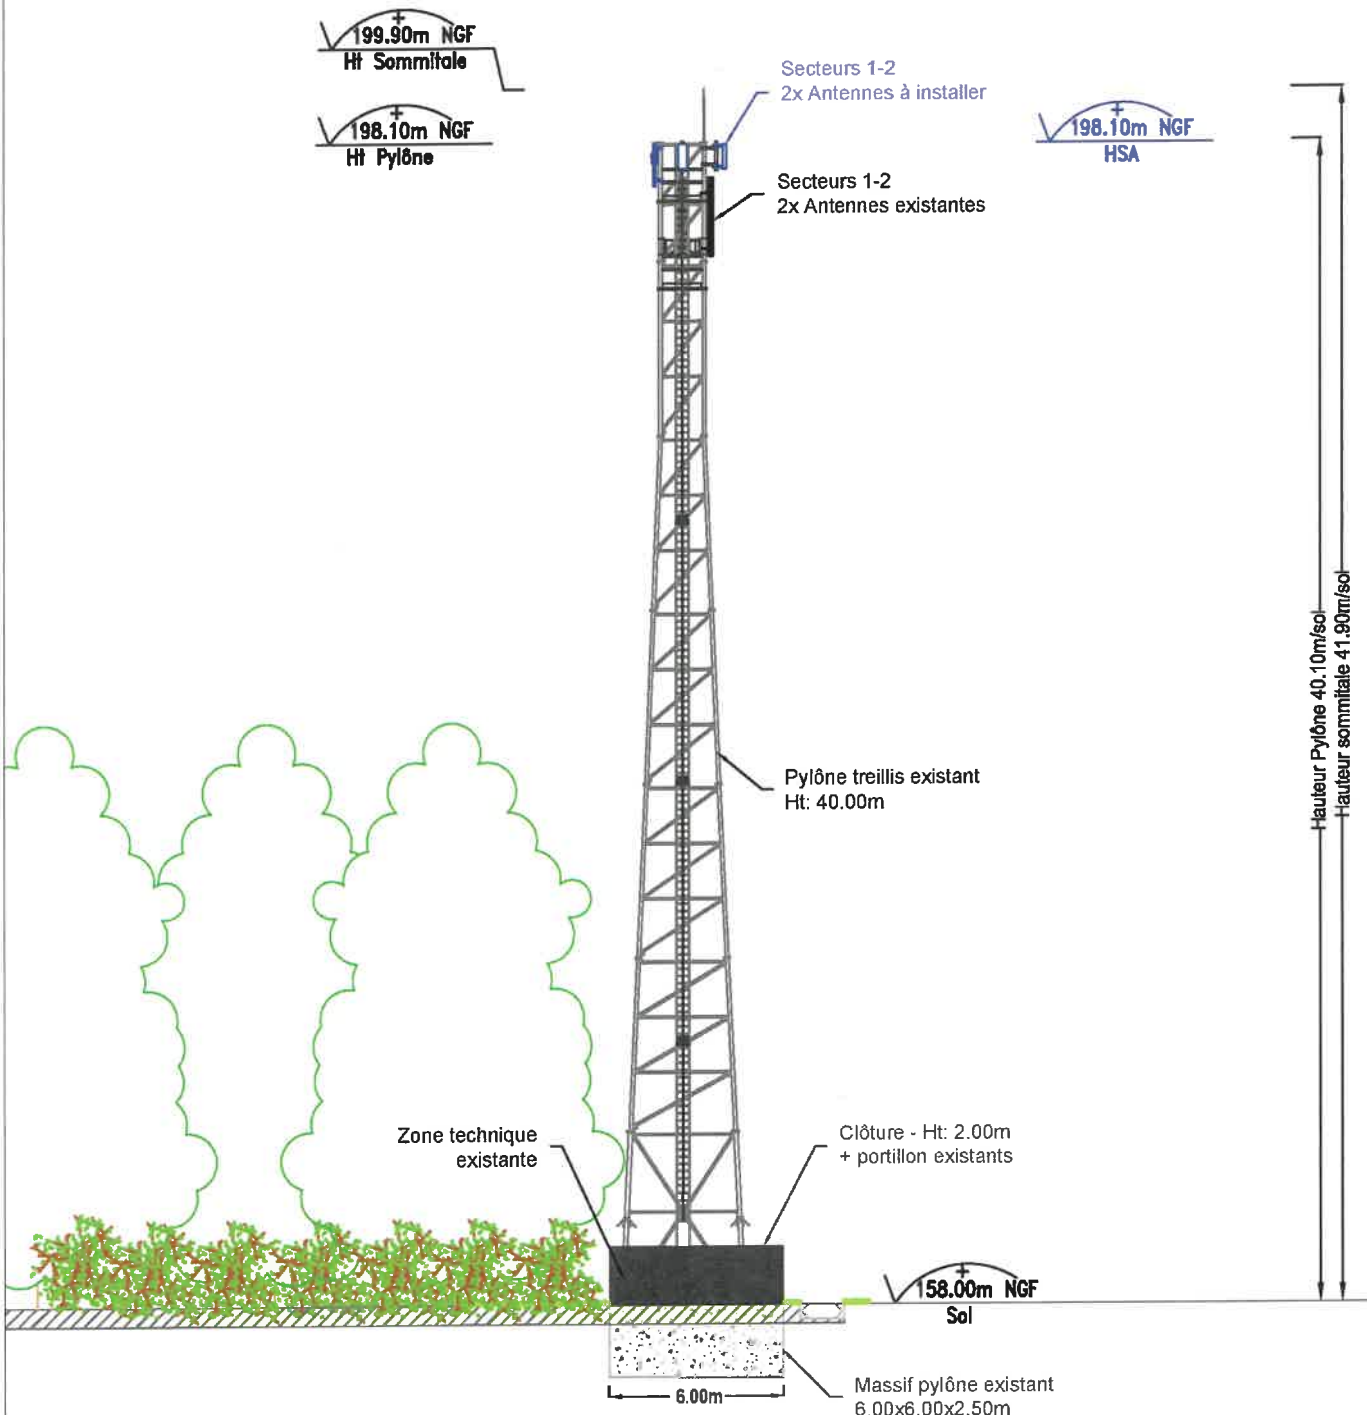 199.90m NGF
Ht Sommitale
198.10m NGF
Ht Pylône
Secteurs 1-2
2x Antennes à installer
198.10m NGF
HSA
Secteurs 1-2
2x Antennes existantes
Hauteur Pylône 40.10m/sol
Hauteur sommitale 41.90m/sol
Pylône treillis existant
Ht: 40.00m
Zone technique
existante
Clôture - Ht: 2.00m
+ portillon existants
158.00m NGF
Sol
6.00m
Massif pylône existant
6.00x6.00x2.50m